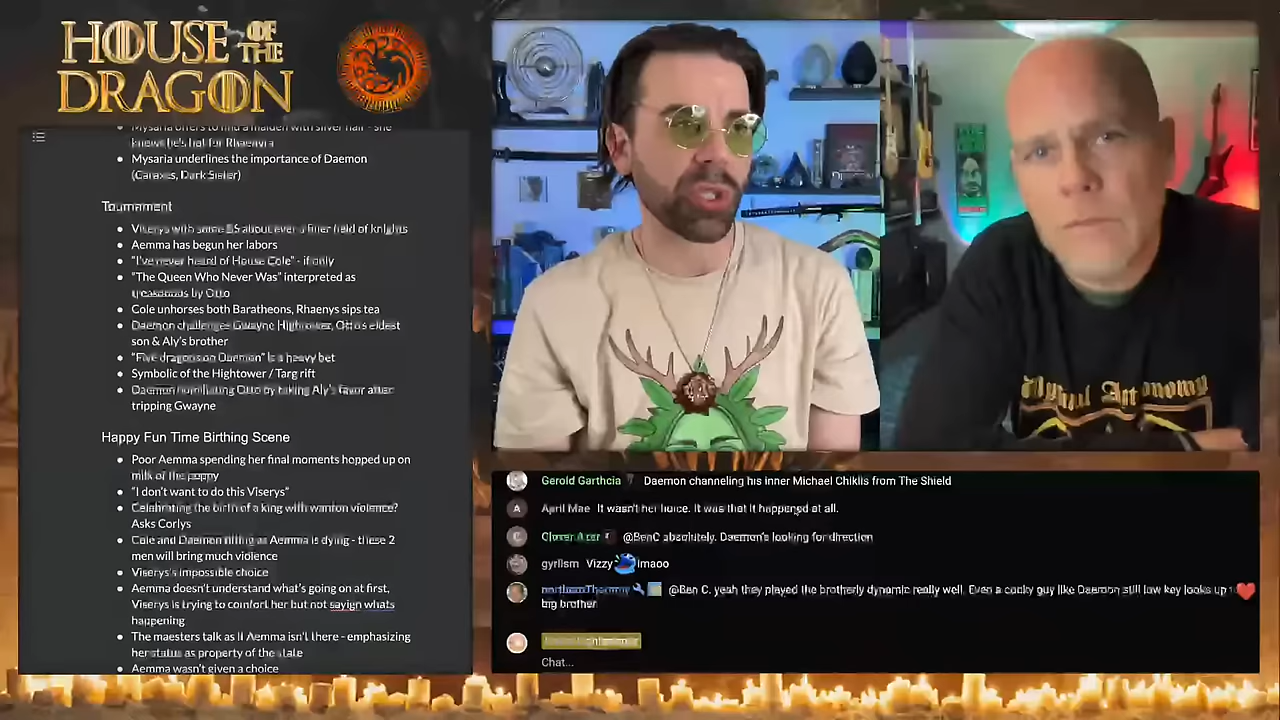 HOUSE OF THE DRAGON
Mysaria offers to find a maiden with silver hair - she
knows he's hot for Rhaenyra
Mysaria underlines the importance of Daemon
(Caraxes, Dark Sister)
Tournament
Viserys with some BS about ever a finer field of knights
Aemma has begun her labors
"I've never heard of House Cole" - if only
"The Queen Who Never Was" interpreted as
treasonous by Otto
Cole unhorses both Baratheons, Rhaenys sips tea
Daemon challenges Gwayne Hightower, Otto's eldest
son & Aly's brother
"Five dragons on Daemon" is a heavy bet
Symbolic of the Hightower / Targ rift
Daemon humiliating Otto by taking Aly's favor after
tripping Gwayne
Happy Fun Time Birthing Scene
Poor Aemma spending her final moments hopped up on
milk of the poppy
"I don't want to do this Viserys"
Celebrating the birth of a king with wanton violence?
Asks Corlys
Cole and Daemon tilting as Aemma is dying - these 2
men will bring much violence
Viserys's impossible choice
Aemma doesn't understand what's going on at first,
Viserys is trying to comfort her but not sayign whats
happening
The maesters talk as if Aemma isn't there - emphasizing
her status as property of the state
Aemma wasn't given a choice
Gerold Garthcia Daemon channeling his inner Michael Chiklis from The Shield
April Mae It wasn't her hoice. It was that it happened at all.
@BenC absolutely. Daemon's looking for direction
gyrlism Vizzy lmaoo
@Ben C. yeah they played the brotherly dynamic really well. Even a cocky guy like Daemon still low key looks up
big brother
Chat...